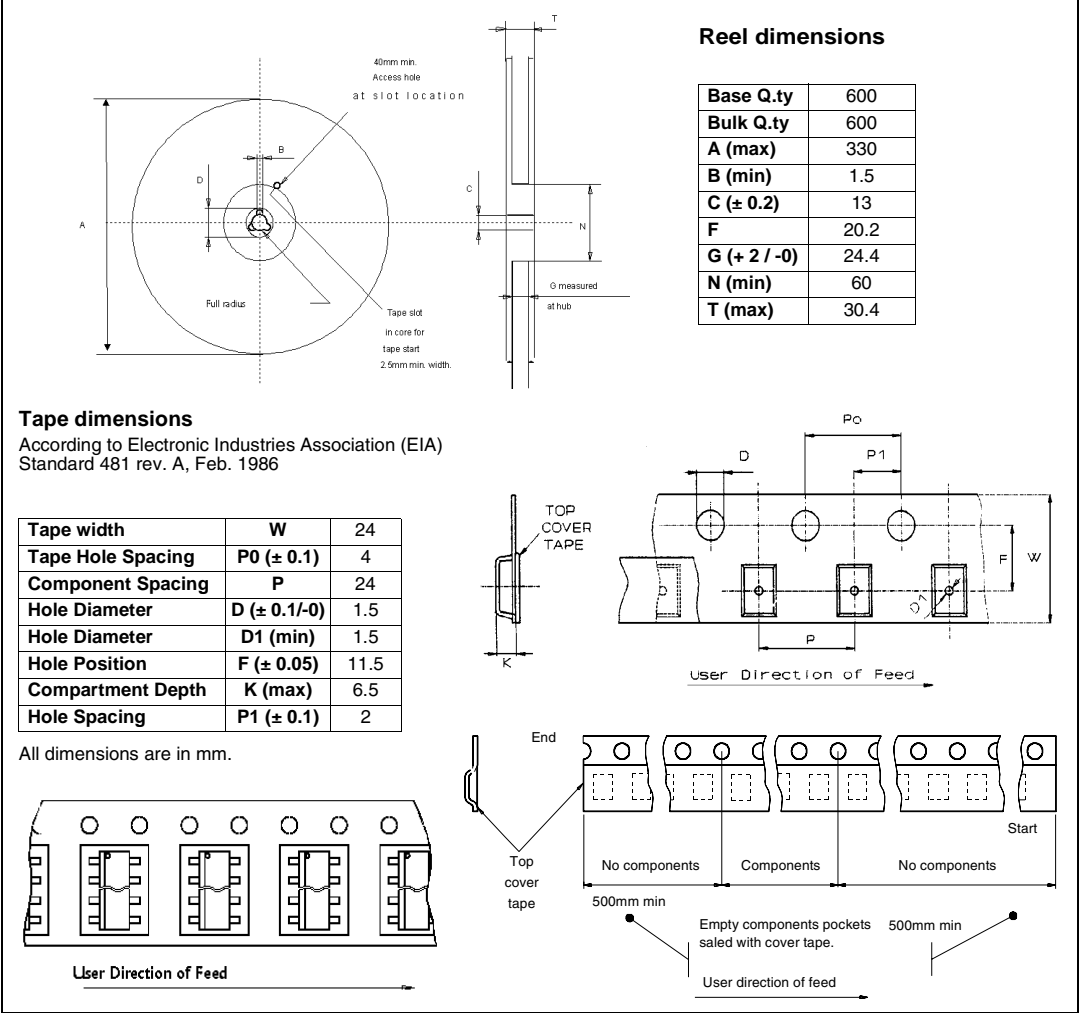 T
40mm min.
Access hole
at slot location
B
D
C
A
N
G measured
at hub
Full radius
Tape slot
in core for
tape start
2.5mm min. width.
Reel dimensions
Base Q.ty 600
Bulk Q.ty 600
A (max) 330
B (min) 1.5
C (± 0.2) 13
F 20.2
G (+ 2 / -0) 24.4
N (min) 60
T (max) 30.4
Tape dimensions
According to Electronic Industries Association (EIA)
Standard 481 rev. A, Feb. 1986
Tape width W 24
Tape Hole Spacing P0 (± 0.1) 4
Component Spacing P 24
Hole Diameter D (± 0.1/-0) 1.5
Hole Diameter D1 (min) 1.5
Hole Position F (± 0.05) 11.5
Compartment Depth K (max) 6.5
Hole Spacing P1 (± 0.1) 2
All dimensions are in mm.
Po
D
P1
TOP
COVER
TAPE
F
W
D1
K
P
User Direction of Feed
End
Start
Top
cover
tape
No components
Components
No components
500mm min
Empty components pockets
saled with cover tape.
500mm min
User direction of feed
User Direction of Feed